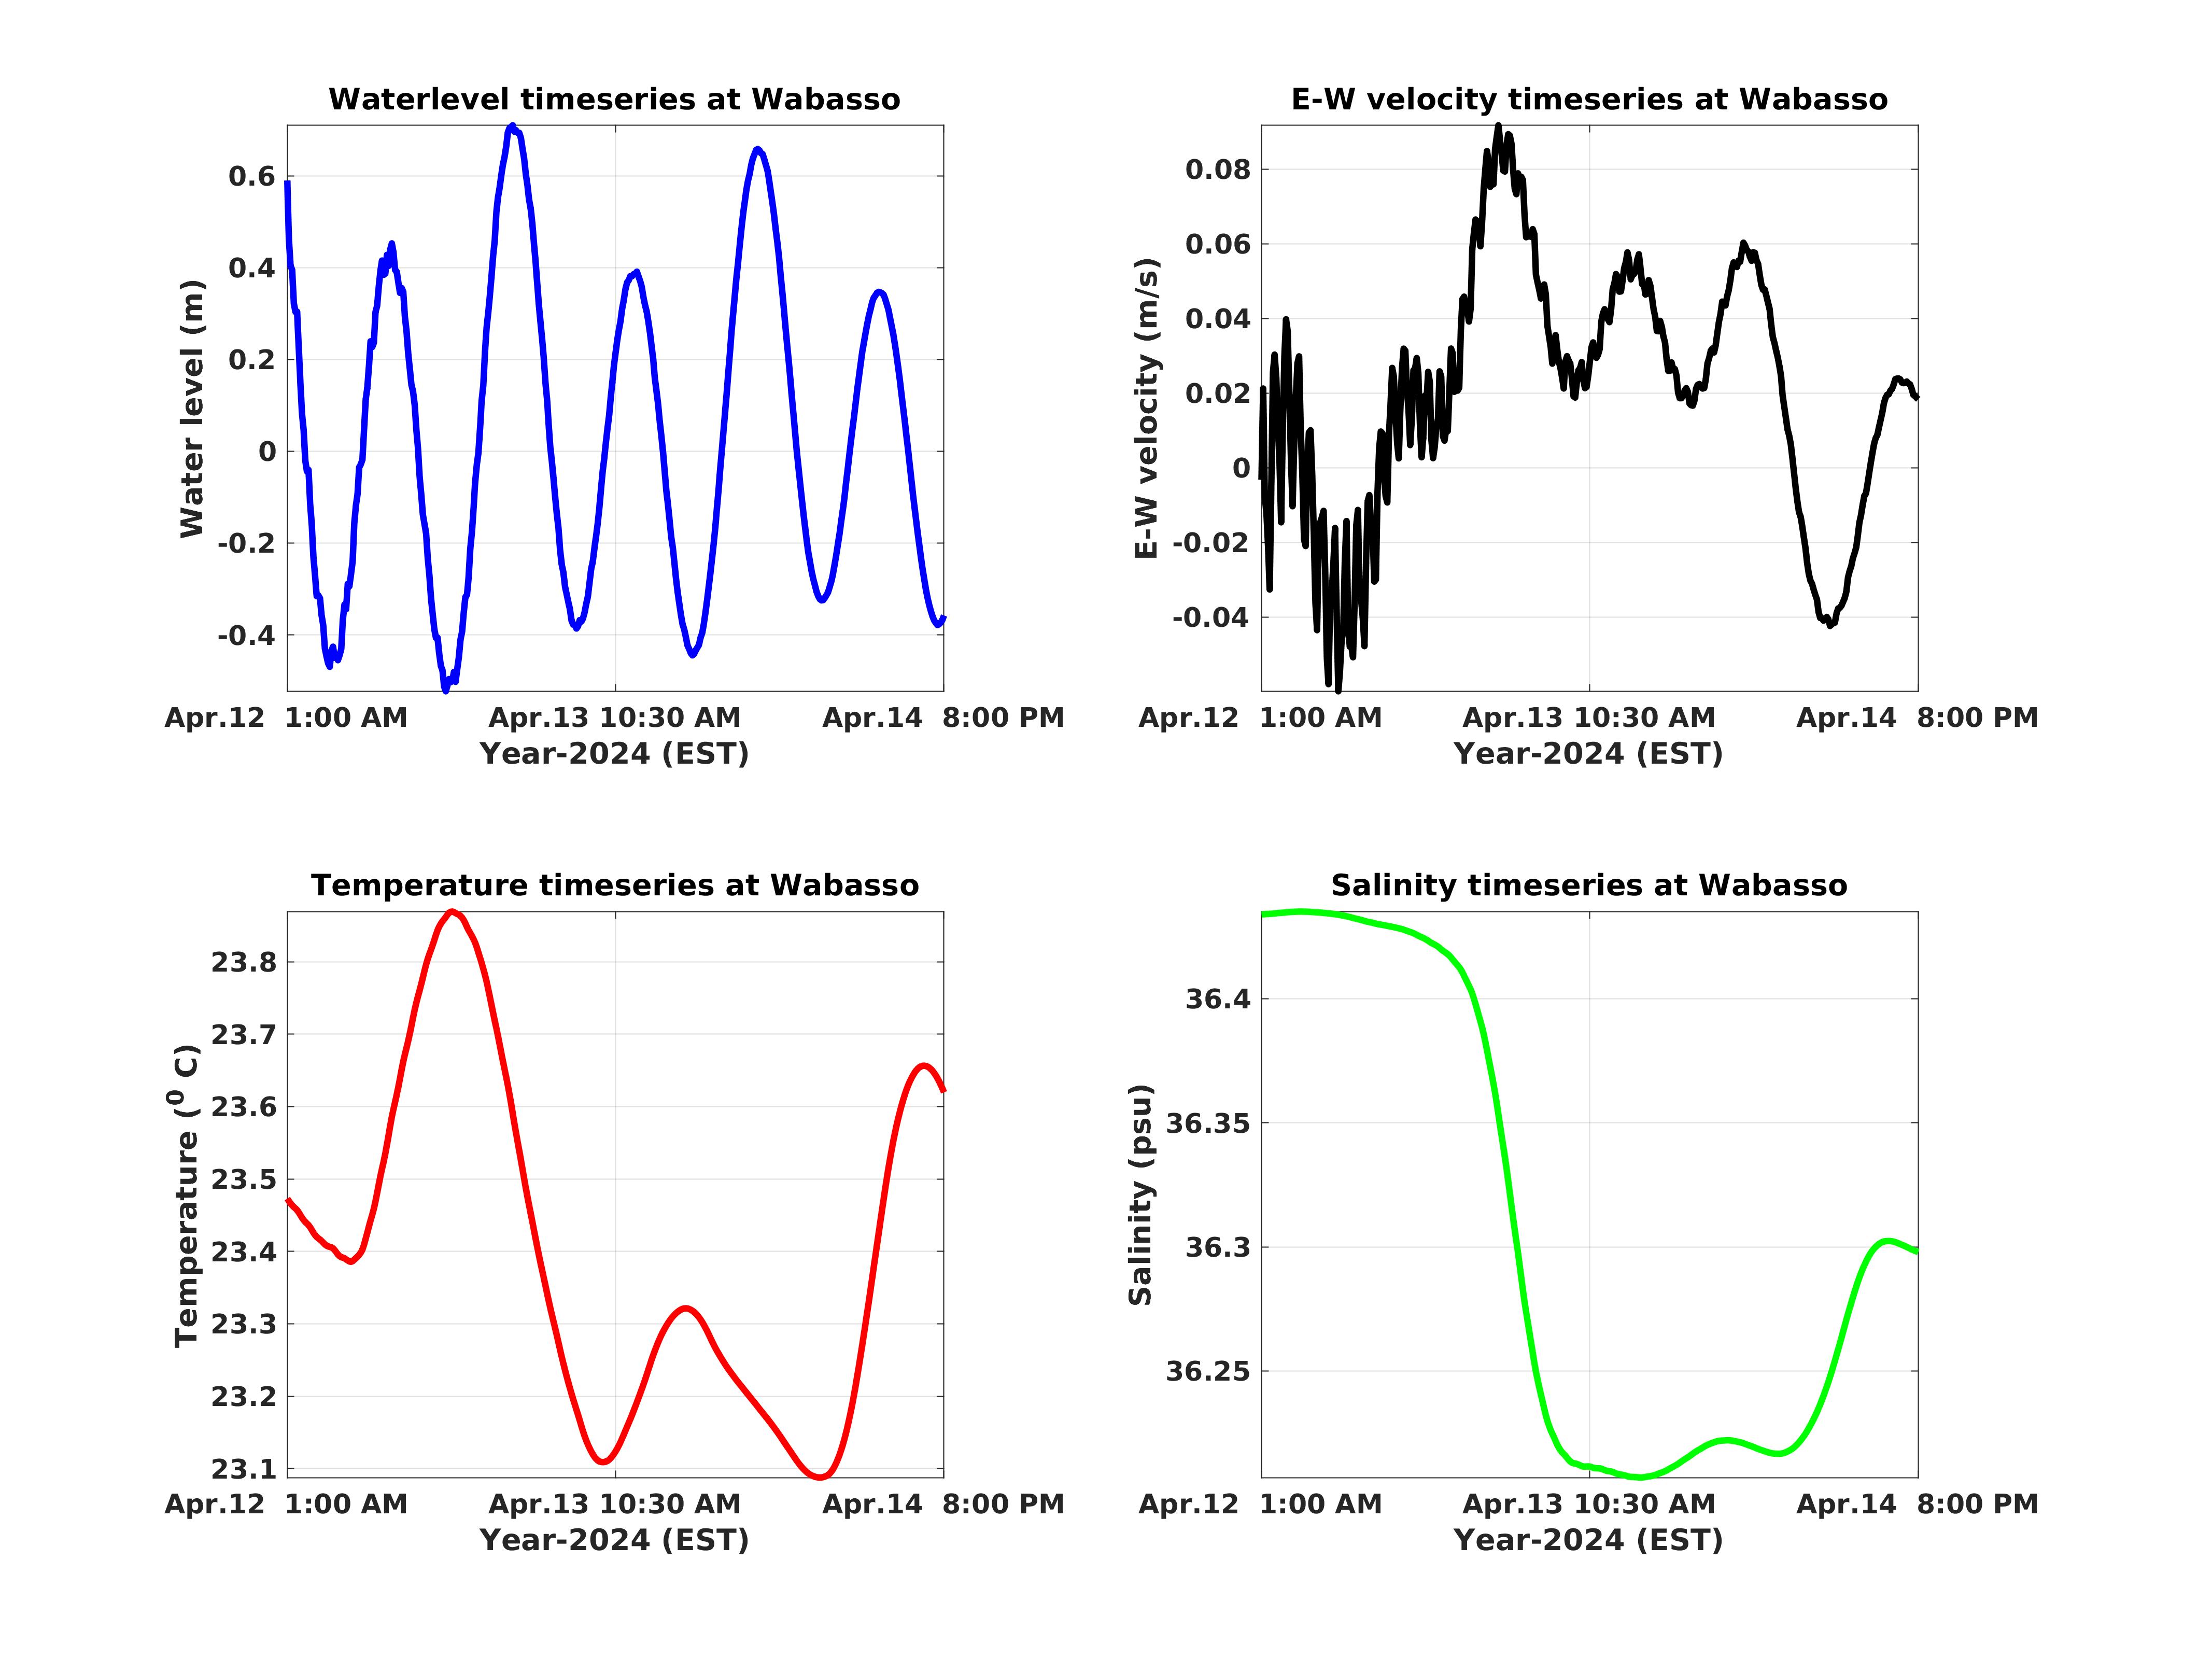 Waterlevel timeseries at Wabasso
Water level (m)
0.6
0.4
0.2
0
-0.2
-0.4
Apr.12 1:00 AM Apr.13 10:30 AM Apr.14 8:00 PM
Year-2024 (EST)
E-W velocity timeseries at Wabasso
E-W velocity (m/s)
0.08
0.06
0.04
0.02
0
-0.02
-0.04
Apr.12 1:00 AM Apr.13 10:30 AM Apr.14 8:00 PM
Year-2024 (EST)
Temperature timeseries at Wabasso
Temperature (⁰ C)
23.8
23.7
23.6
23.5
23.4
23.3
23.2
23.1
Apr.12 1:00 AM Apr.13 10:30 AM Apr.14 8:00 PM
Year-2024 (EST)
Salinity timeseries at Wabasso
Salinity (psu)
36.4
36.35
36.3
36.25
Apr.12 1:00 AM Apr.13 10:30 AM Apr.14 8:00 PM
Year-2024 (EST)